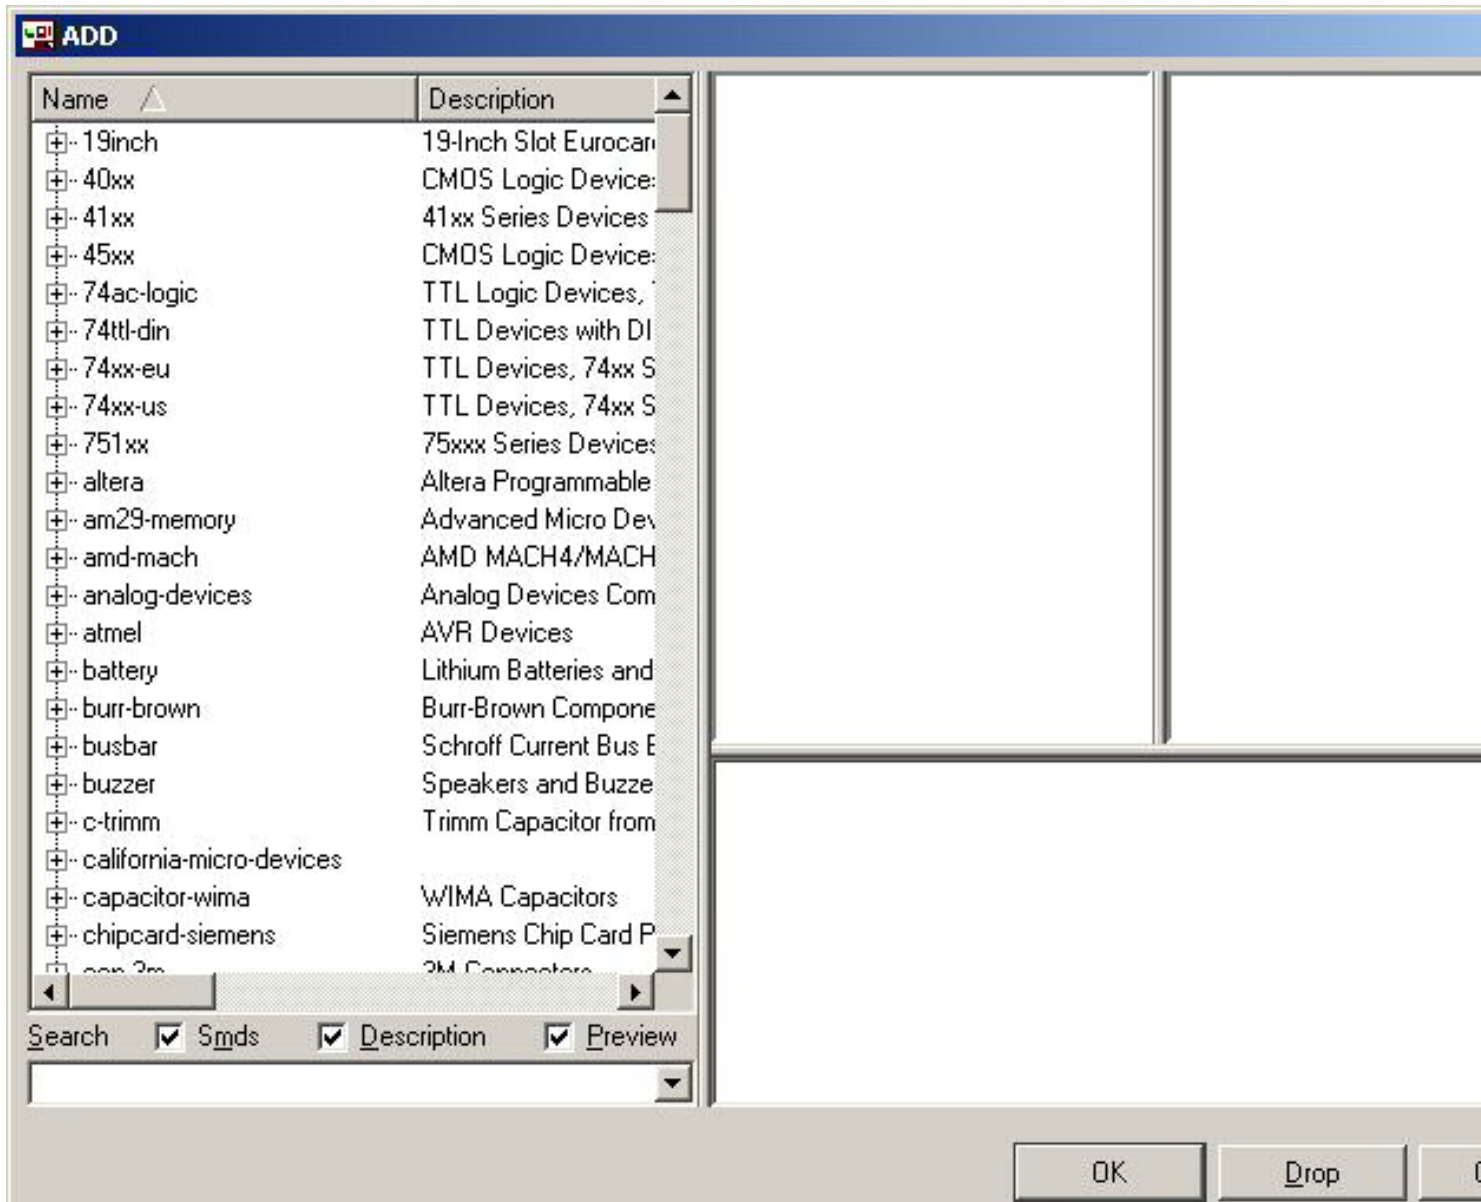 ADD
Name Description
19inch 19-Inch Slot Eurocar
40xx CMOS Logic Device
41xx 41xx Series Devices
45xx CMOS Logic Device
74ac-logic TTL Logic Devices,
74ttl-din TTL Devices with DI
74xx-eu TTL Devices, 74xx S
74xx-us TTL Devices, 74xx S
751xx 75xxx Series Devices
altera Altera Programmable
am29-memory Advanced Micro Dev
amd-mach AMD MACH4/MACH
analog-devices Analog Devices Com
atmel AVR Devices
battery Lithium Batteries and
burr-brown Burr-Brown Compone
busbar Schroff Current Bus
buzzer Speakers and Buzze
c-trimm Trimm Capacitor from
california-micro-devices
capacitor-wima WIMA Capacitors
chipcard-siemens Siemens Chip Card P
con-3m 3M Connectors
Search Smds Description Preview
OK Drop